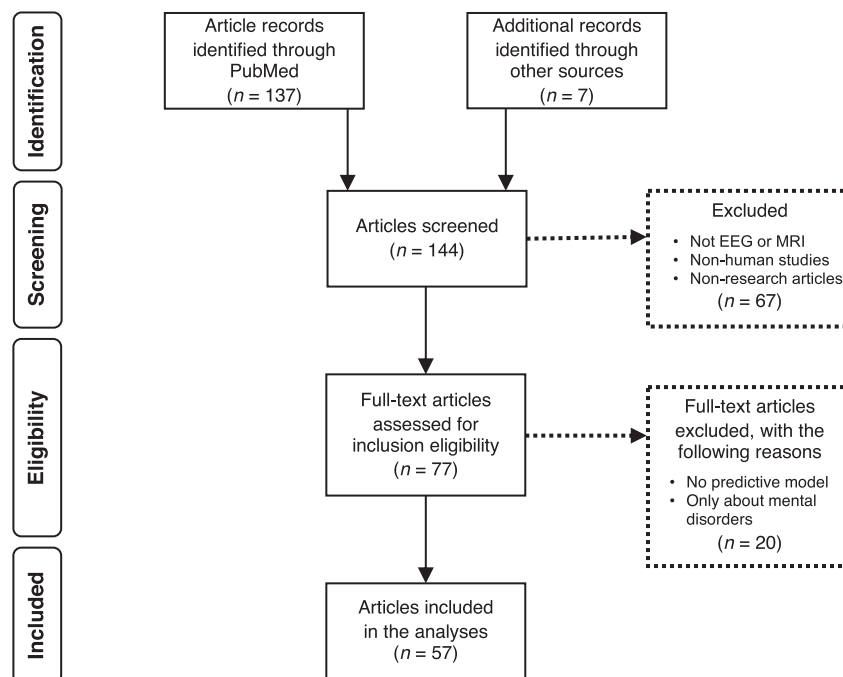 Identification
Article records
identified through
PubMed
(n = 137)
Additional records
identified through
other sources
(n = 7)
Screening
Articles screened
(n = 144)
Excluded
• Not EEG or MRI
• Non-human studies
• Non-research articles
(n = 67)
Eligibility
Full-text articles
assessed for
inclusion eligibility
(n = 77)
Full-text articles
excluded, with the
following reasons
• No predictive model
• Only about mental
disorders
(n = 20)
Included
Articles included
in the analyses
(n = 57)